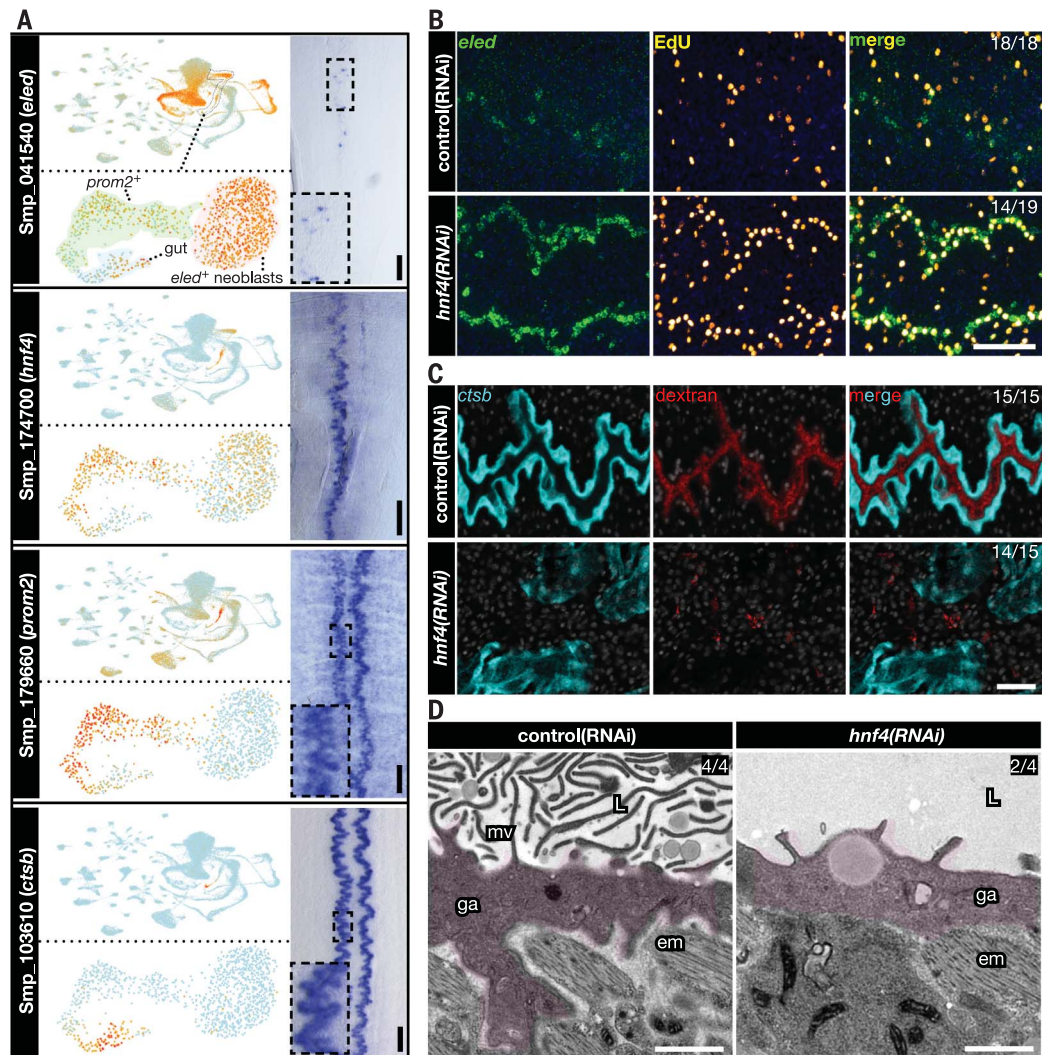 A
Smp_041540 (eled)
prom2+
gut
eled+ neoblasts
Smp_174700 (hnf4)
Smp_179660 (prom2)
Smp_103610 (ctsb)
B
control(RNAi)
eled
EdU
merge
18/18
hnf4(RNAi)
14/19
C
control(RNAi)
ctsb
dextran
merge
15/15
hnf4(RNAi)
14/15
D
control(RNAi)
4/4
L
mv
ga
em
hnf4(RNAi)
2/4
L
ga
em